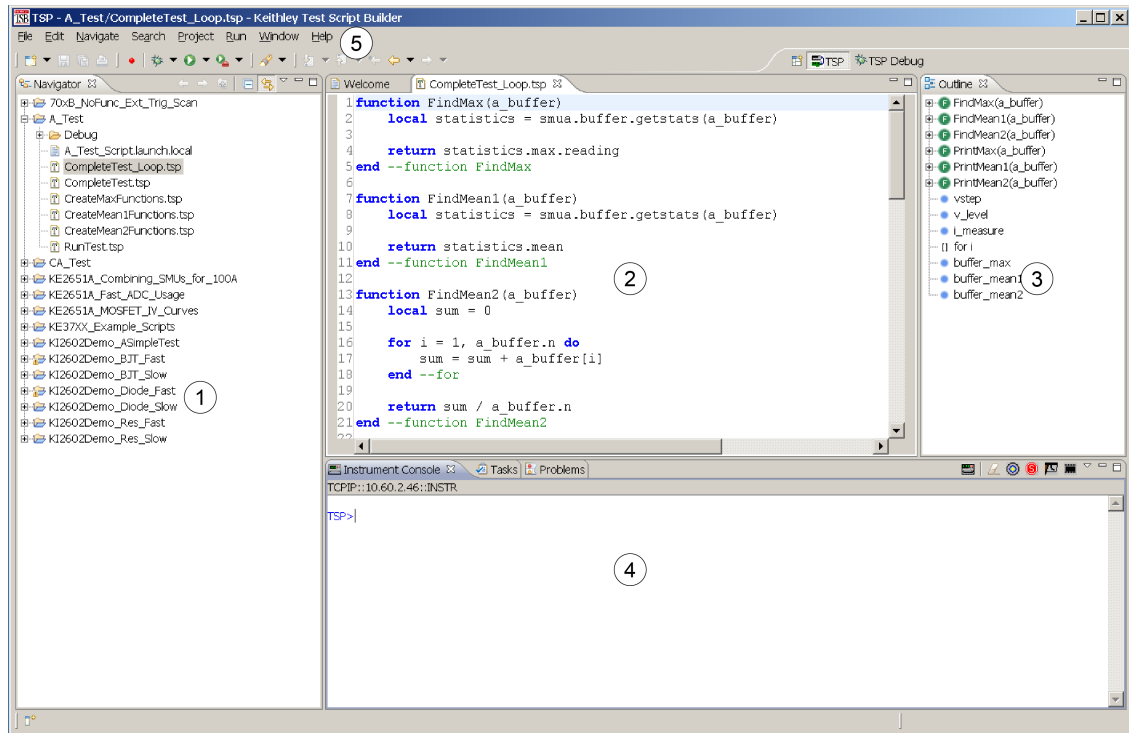 TSP - A_Test/CompleteTest_Loop.tsp - Keithley Test Script Builder
File Edit Navigate Search Project Run Window Help
5
TSP TSP Debug
Navigator
70xB_NoFunc_Ext_Trig_Scan
A_Test
Debug
A_Test_Script.launch.local
CompleteTest_Loop.tsp
CompleteTest.tsp
CreateMaxFunctions.tsp
CreateMean1Functions.tsp
CreateMean2Functions.tsp
RunTest.tsp
CA_Test
KE2651A_Combining_SMUs_for_100A
KE2651A_Fast_ADC_Usage
KE2651A_MOSFET_IV_Curves
KE37XX_Example_Scripts
KI2602Demo_ASimpleTest
KI2602Demo_BJT_Fast
KI2602Demo_BJT_Slow
KI2602Demo_Diode_Fast
KI2602Demo_Diode_Slow
KI2602Demo_Res_Fast
KI2602Demo_Res_Slow
1
Welcome CompleteTest_Loop.tsp
1 function FindMax(a_buffer)
2 local statistics = smua.buffer.getstats(a_buffer)
3
4 return statistics.max.reading
5 end --function FindMax
6
7 function FindMean1(a_buffer)
8 local statistics = smua.buffer.getstats(a_buffer)
9
10 return statistics.mean
11 end --function FindMean1
12
13 function FindMean2(a_buffer)
14 local sum = 0
15
16 for i = 1, a_buffer.n do
17 sum = sum + a_buffer[i]
18 end --for
19
20 return sum / a_buffer.n
21 end --function FindMean2
22
2
Outline
FindMax(a_buffer)
FindMean1(a_buffer)
FindMean2(a_buffer)
PrintMax(a_buffer)
PrintMean1(a_buffer)
PrintMean2(a_buffer)
vstep
v_level
i_measure
for i
buffer_max
buffer_mean1
buffer_mean2
3
Instrument Console Tasks Problems
TCPIP::10.60.2.46::INSTR
TSP>
4